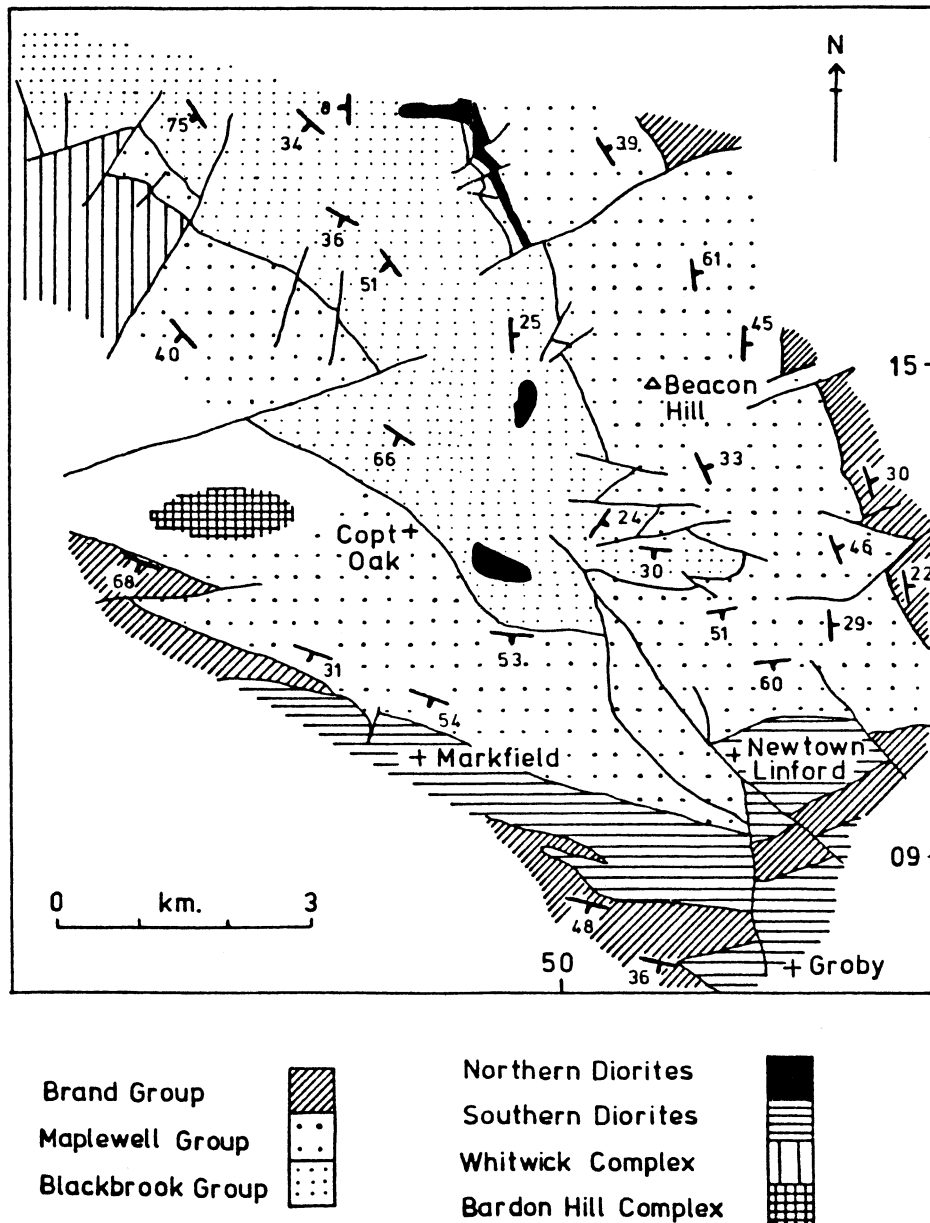 N
8
75
34
39
36
51
61
40
25
45
15
Beacon
Hill
66
33
30
24
Copt
Oak
46
30
22
68
51
29
53
31
60
54
Markfield
Newtown
Linford
09
0 km. 3
48
50
36
Groby
Brand Group
Maplewell Group
Blackbrook Group
Northern Diorites
Southern Diorites
Whitwick Complex
Bardon Hill Complex